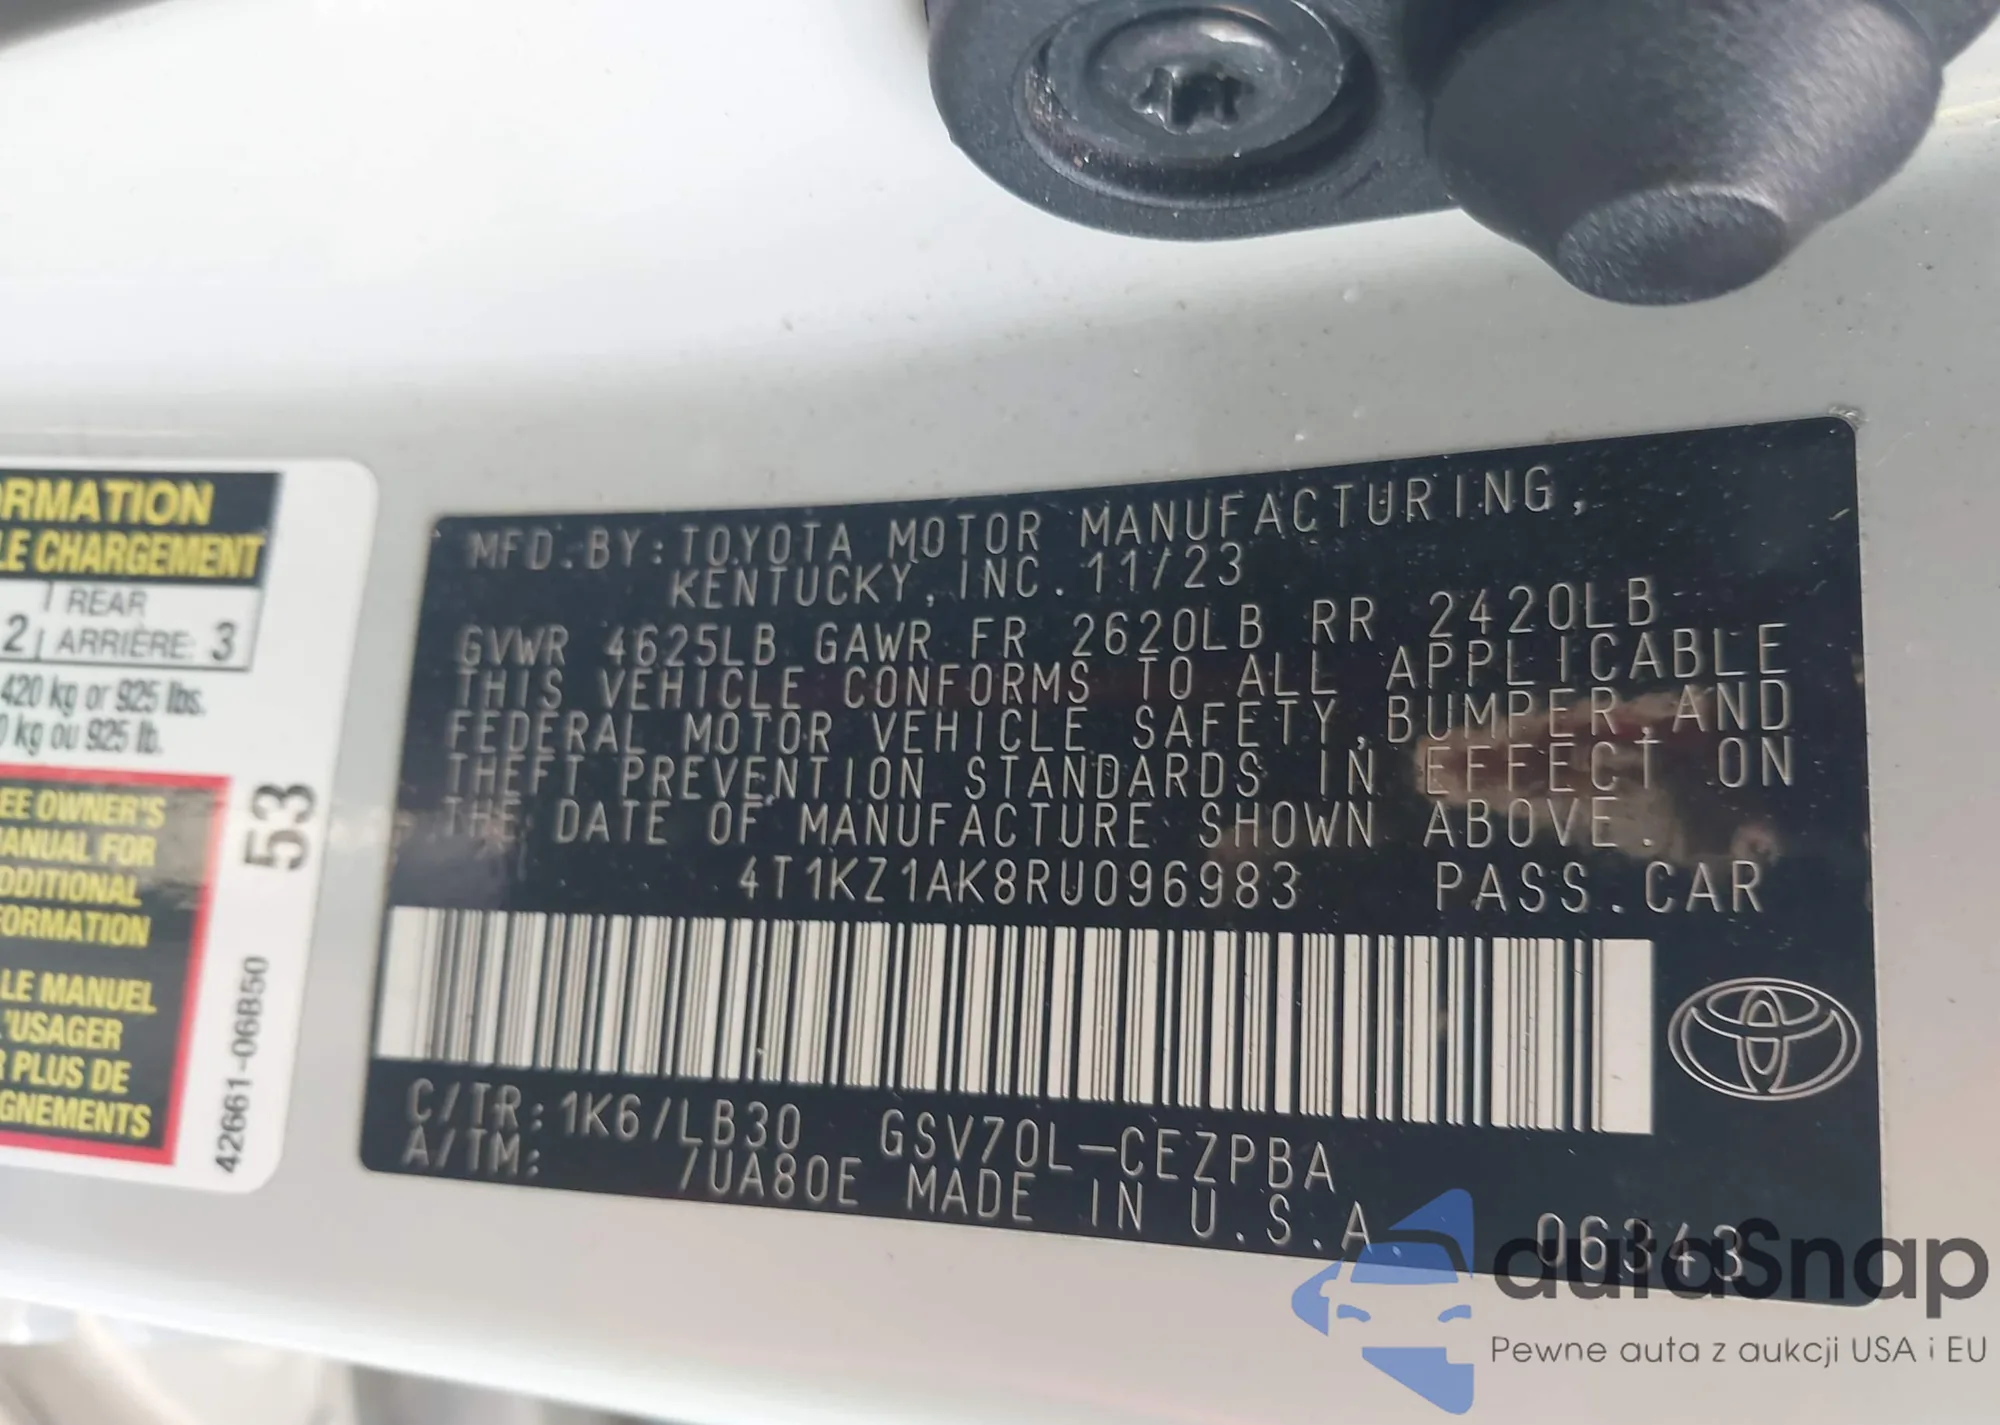 ORMATION
LE CHARGEMENT
2 REAR
ARRIÈRE: 3
420 kg or 925 lbs.
0 kg ou 925 lb.
EE OWNER'S
ANUAL FOR
DDITIONAL
FORMATION
LE MANUEL
L'USAGER
R PLUS DE
GNEMENTS
53
42661-06B50
MFD.BY:TOYOTA MOTOR MANUFACTURING,
KENTUCKY, INC. 11/23
GVWR 4625LB GAWR FR 2620LB RR 2420LB
THIS VEHICLE CONFORMS TO ALL APPLICABLE
FEDERAL MOTOR VEHICLE SAFETY,BUMPER,AND
THEFT PREVENTION STANDARDS IN EFFECT ON
THE DATE OF MANUFACTURE SHOWN ABOVE.
4T1KZ1AK8RU096983 PASS.CAR
C/TR:1K6/LB30 GSV70L-CEZPBA
A/TM: 7UA80E MADE IN U.S.A. 06343
autaSnap
Pewne auta z aukcji USA i EU